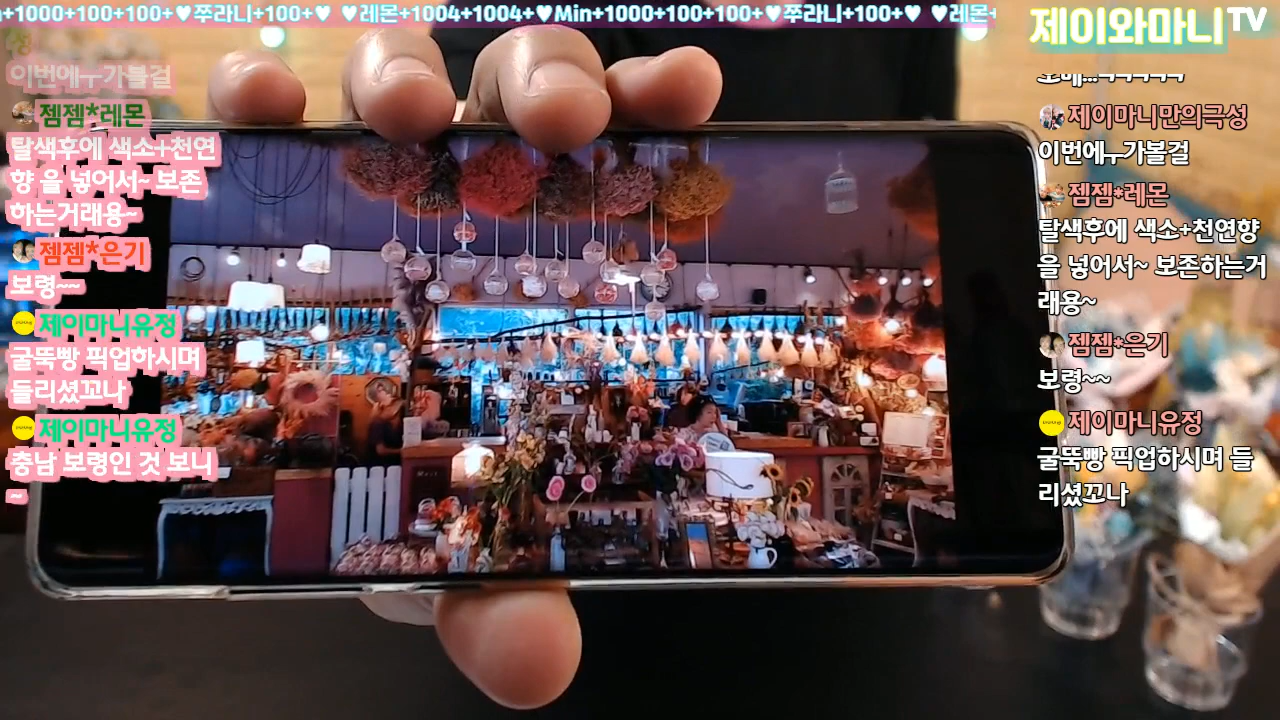 +1000+100+100+♥쭈라니+100+♥ ♥레몬+1004+1004+♥Min+1000+100+100+♥쭈라니+100+♥ ♥레몬+
제이와마니TV
이번에ㅜ가볼걸
젬젬*레몬
탈색후에 색소+천연
향 을 넣어서~ 보존
하는거래용~
젬젬*은기
보령~~
제이마니유정
굴뚝빵 픽업하시며
들리셨꼬나
제이마니유정
충남 보령인 것 보니
~
제이마니만의극성
이번에ㅜ가볼걸
젬젬*레몬
탈색후에 색소+천연향
을 넣어서~ 보존하는거
래용~
젬젬*은기
보령~~
제이마니유정
굴뚝빵 픽업하시며 들
리셨꼬나